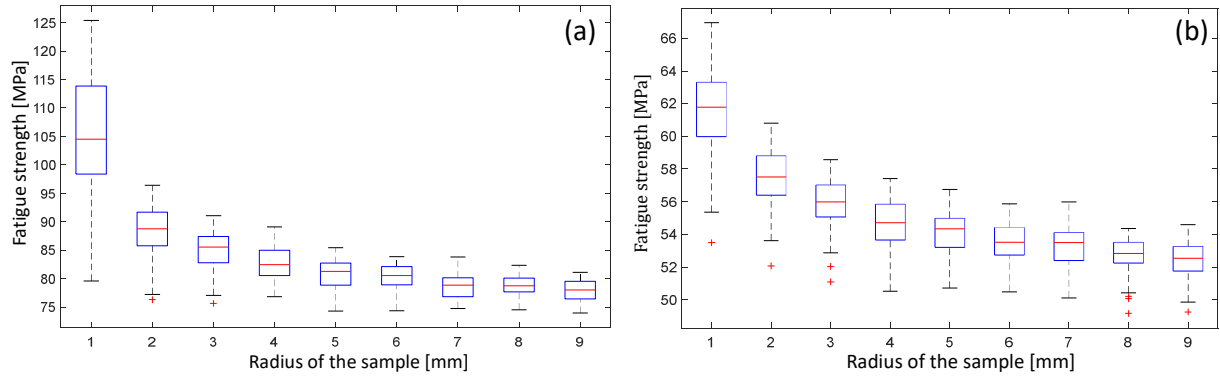 (a)
Fatigue strength [MPa]
125
120
115
110
105
100
95
90
85
80
75
1 2 3 4 5 6 7 8 9
Radius of the sample [mm]
(b)
Fatigue strength [MPa]
66
64
62
60
58
56
54
52
50
1 2 3 4 5 6 7 8 9
Radius of the sample [mm]